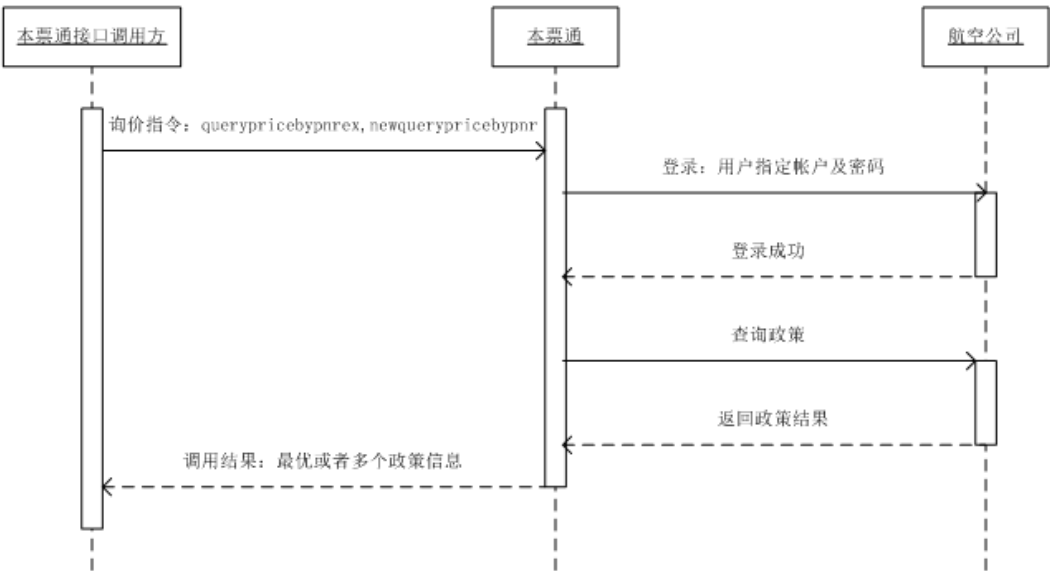 本票通接口调用方
本票通
航空公司
询价指令：querypricebypnrex,newquerypricebypnr
登录：用户指定帐户及密码
登录成功
查询政策
返回政策结果
调用结果：最优或者多个政策信息